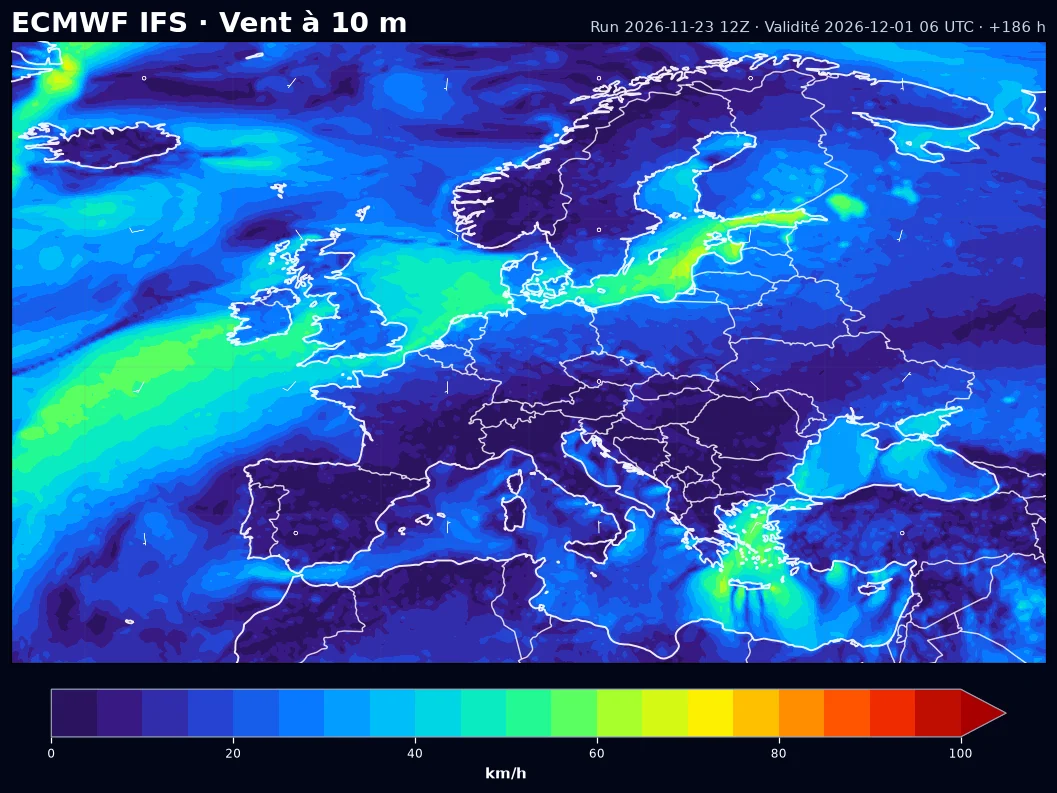 ECMWF IFS · Vent à 10 m
Run 2026-11-23 12Z · Validité 2026-12-01 06 UTC · +186 h
0 20 40 60 80 100
km/h